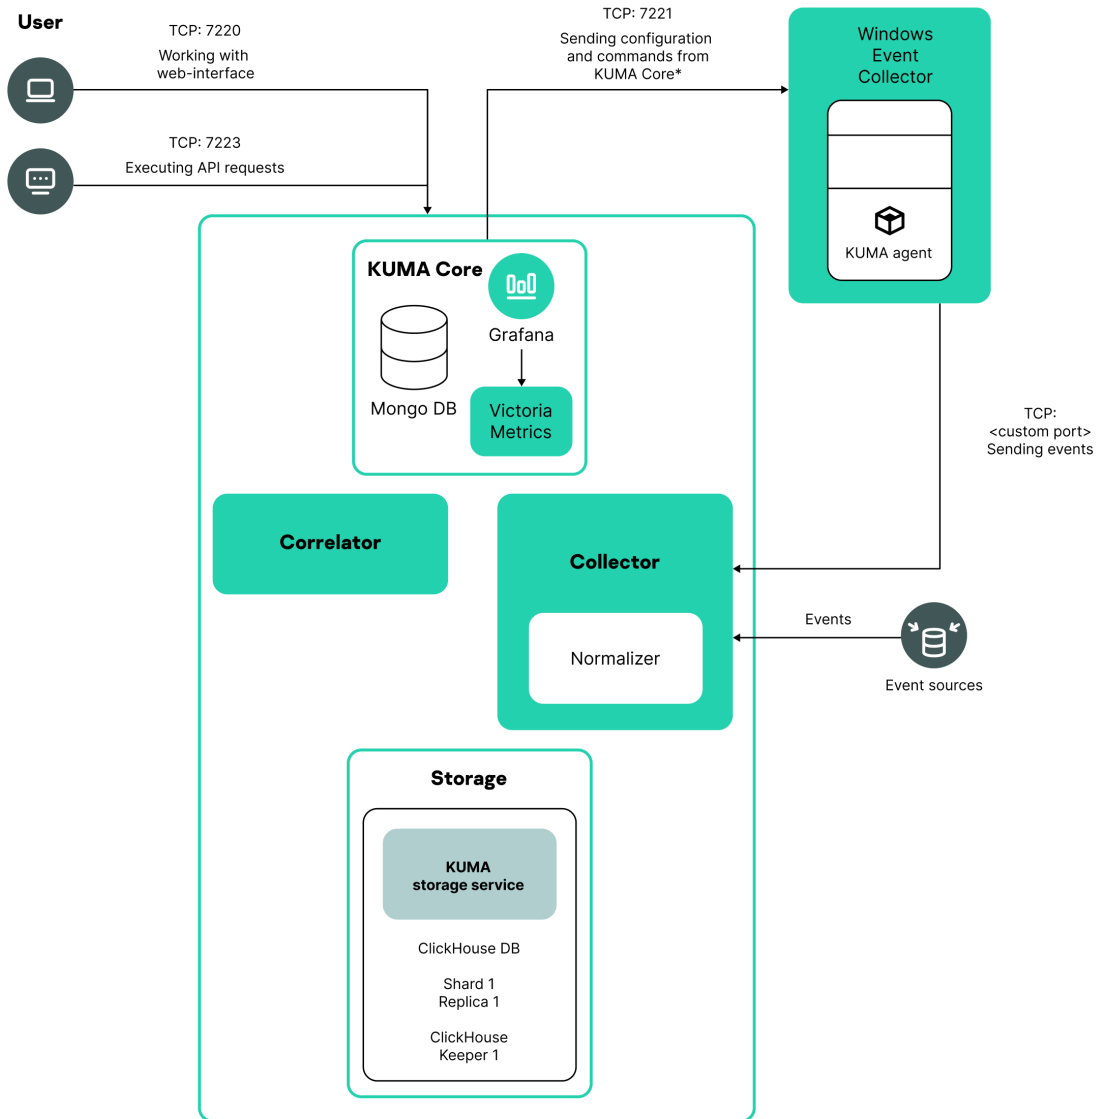 User
TCP: 7220
Working with
web-interface
TCP: 7223
Executing API requests
TCP: 7221
Sending configuration
and commands from
KUMA Core*
Windows
Event
Collector
KUMA agent
KUMA Core
Grafana
Mongo DB
Victoria
Metrics
TCP:
<custom port>
Sending events
Correlator
Collector
Normalizer
Events
Event sources
Storage
KUMA
storage service
ClickHouse DB
Shard 1
Replica 1
ClickHouse
Keeper 1